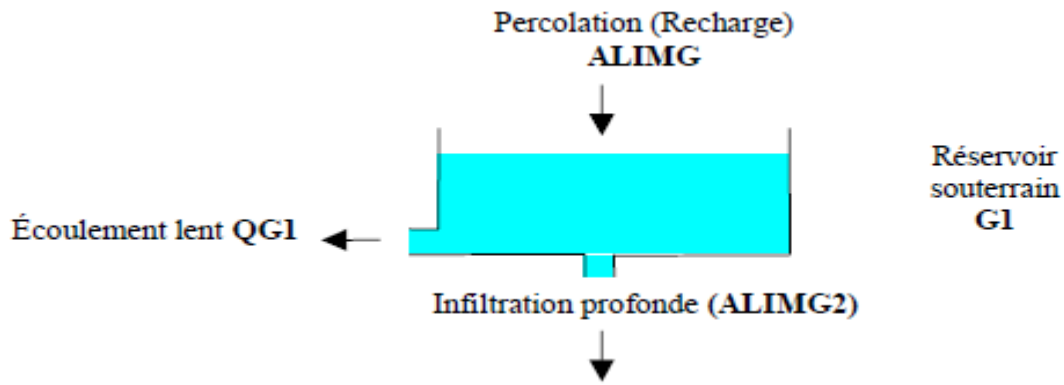 Percolation (Recharge)
ALIMG
Réservoir
souterrain
G1
Écoulement lent QG1
Infiltration profonde (ALIMG2)